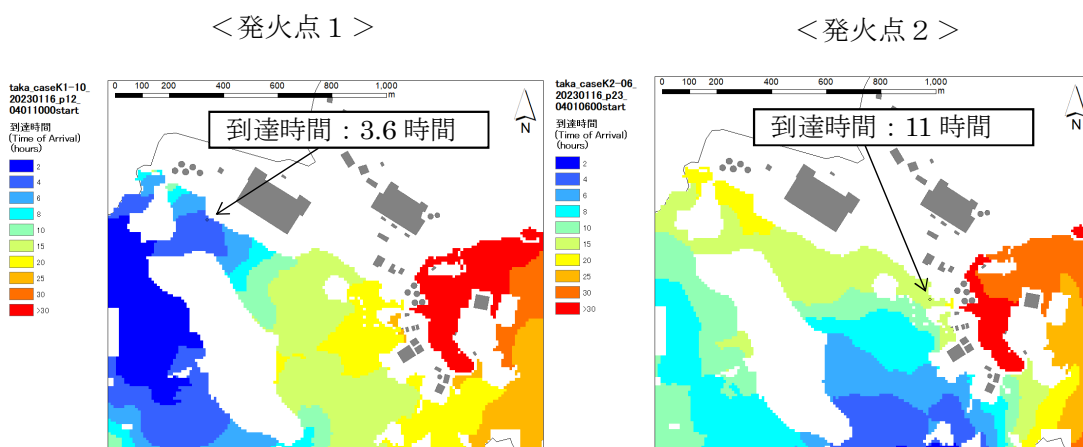 ＜発火点１＞
＜発火点２＞
taka_caseK1-10_
20230116_p12_
04011000start
到達時間
(Time of Arrival)
(hours)
2
4
6
8
10
15
20
25
30
>30
0 100 200 400 600 800 1,000
m
到達時間：3.6 時間
N
taka_caseK2-06_
20230116_p23_
04010600start
到達時間
(Time of Arrival)
(hours)
2
4
6
8
10
15
20
25
30
>30
0 100 200 400 600 800 1,000
m
到達時間：11 時間
N